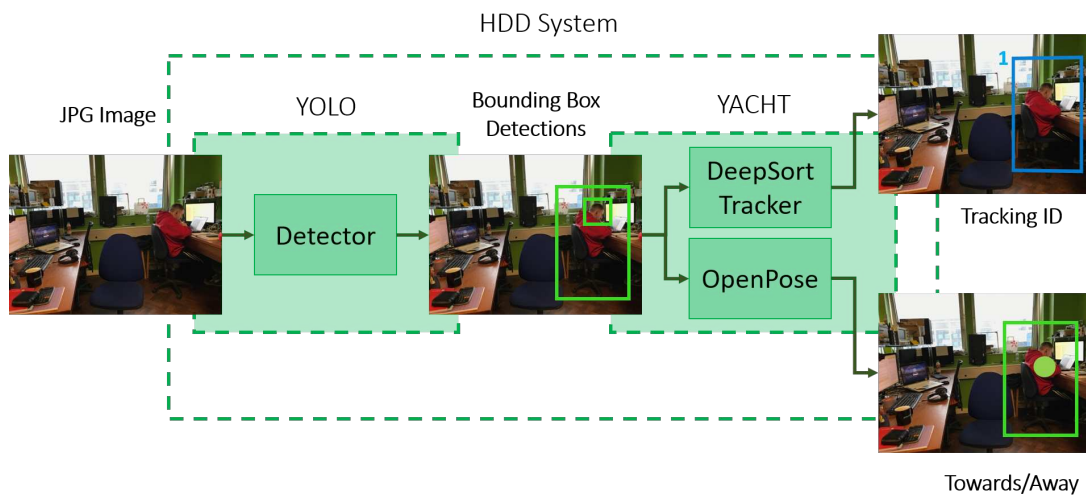 HDD System
JPG Image
YOLO
Bounding Box
Detections
YACHT
1
Detector
DeepSort
Tracker
OpenPose
Tracking ID
Towards/Away